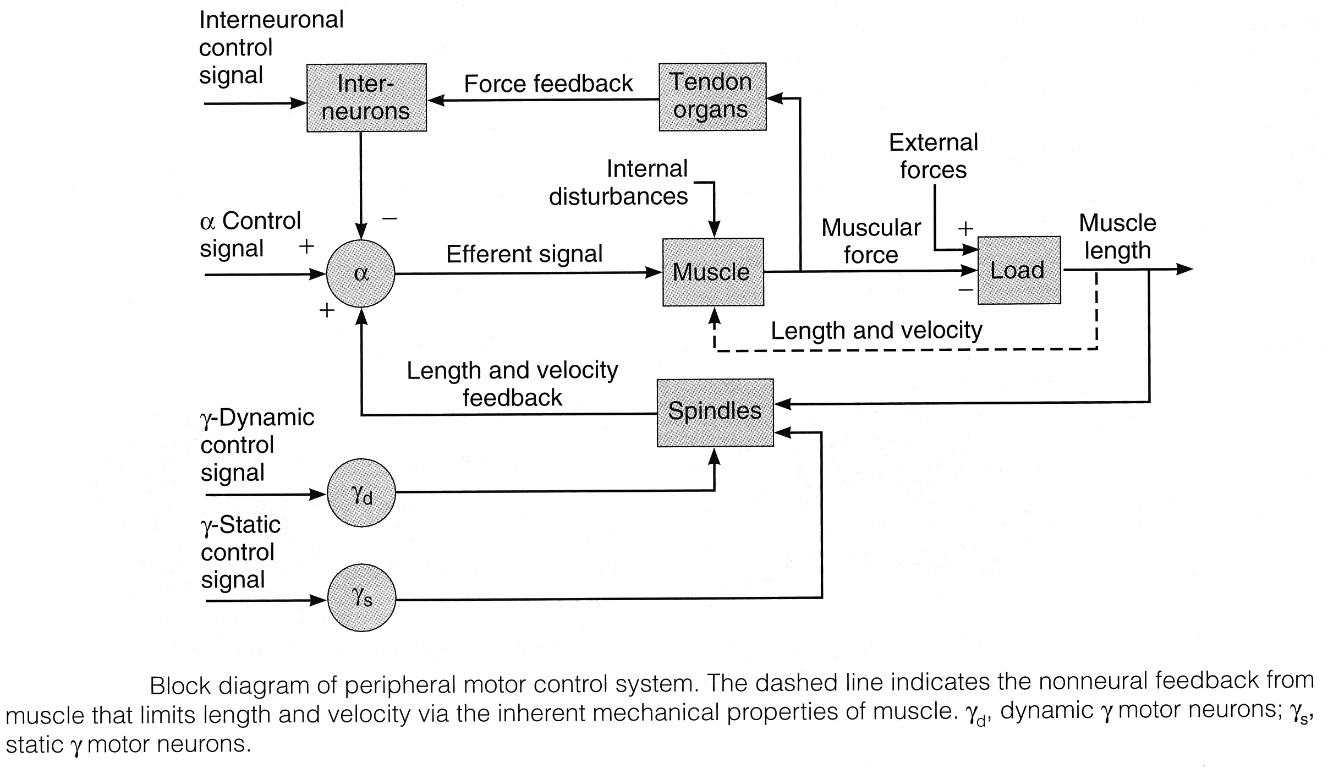 Interneuronal
control
signal
Inter-
neurons
Force feedback
Tendon
organs
External
forces
Internal
disturbances
α Control
signal
+
−
α
+
Efferent signal
Muscle
Muscular
force
+
−
Load
Muscle
length
Length and velocity
Length and velocity
feedback
Spindles
γ-Dynamic
control
signal
γd
γ-Static
control
signal
γs
Block diagram of peripheral motor control system. The dashed line indicates the nonneural feedback from
muscle that limits length and velocity via the inherent mechanical properties of muscle. γd, dynamic γ motor neurons; γs,
static γ motor neurons.